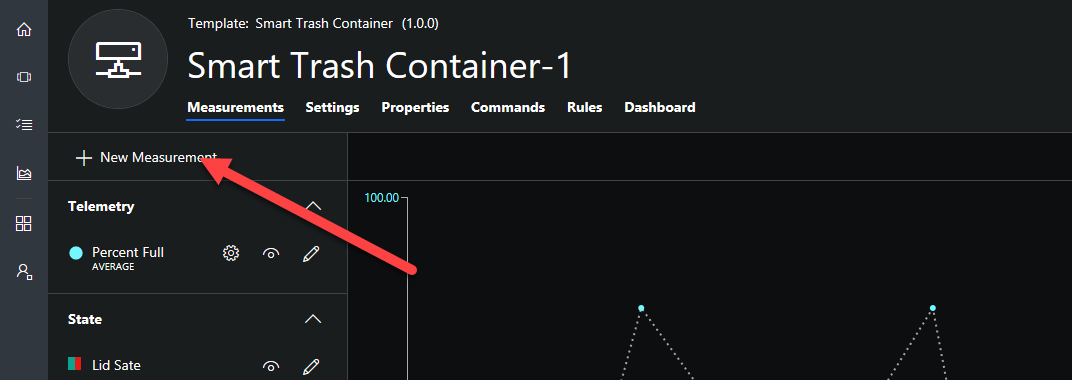 Template: Smart Trash Container (1.0.0)
Smart Trash Container-1
Measurements Settings Properties Commands Rules Dashboard
New Measurement
Telemetry
100.00
Percent Full
AVERAGE
State
Lid Sate